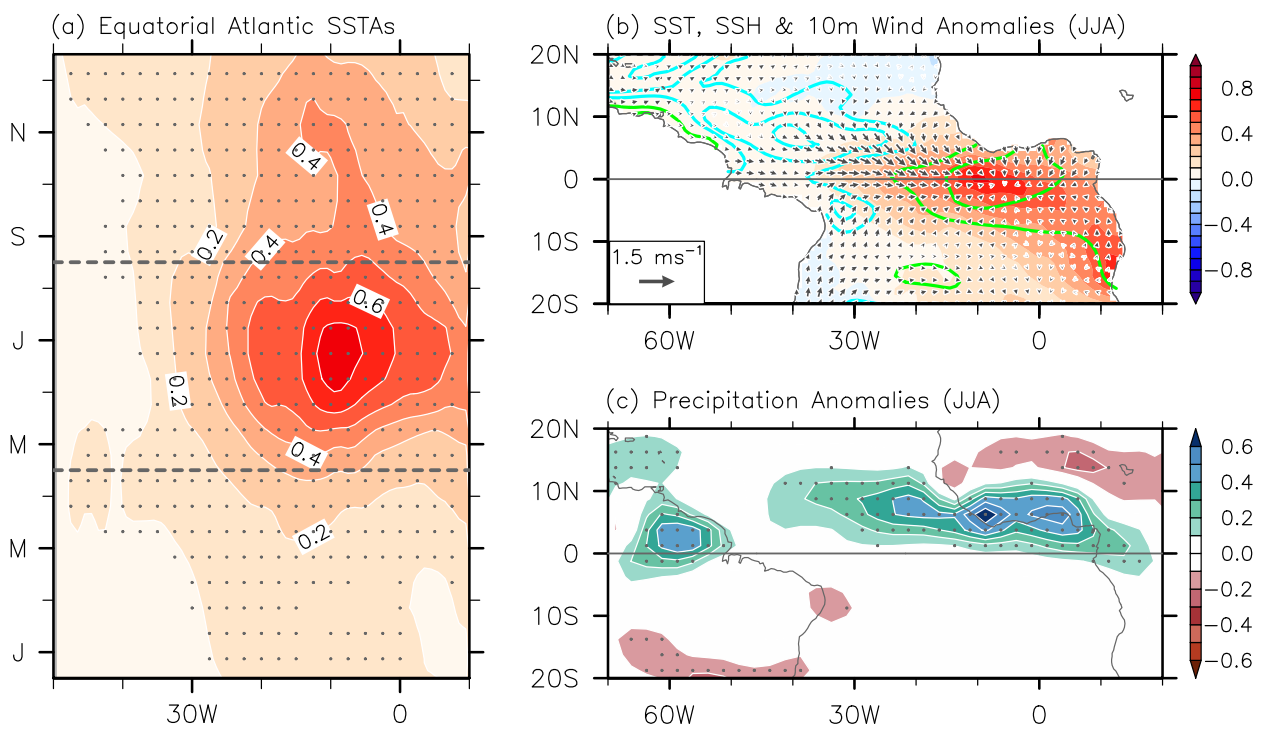 (a) Equatorial Atlantic SSTAs
N
S
J
M
M
J
30W
0
0.4
0.4
0.2
0.4
0.6
0.2
0.4
0.2
(b) SST, SSH & 10m Wind Anomalies (JJA)
20N
10N
0
10S
20S
1.5 ms⁻¹
60W
30W
0
0.8
0.4
0.0
−0.4
−0.8
(c) Precipitation Anomalies (JJA)
20N
10N
0
10S
20S
60W
30W
0
0.6
0.4
0.2
0.0
−0.2
−0.4
−0.6